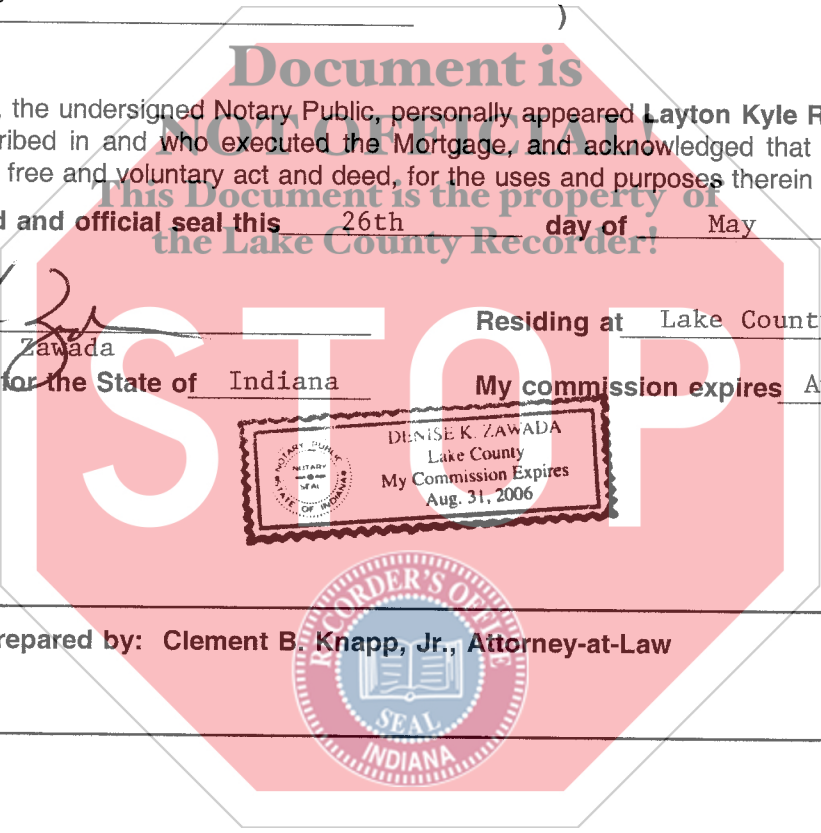 )
Document is
, the undersigned Notary Public, personally appeared Layton Kyle R
NOT OFFICIAL!
ribed in and who executed the Mortgage, and acknowledged that
free and voluntary act and deed, for the uses and purposes therein
This Document is the property of
d and official seal this 26th day of May
the Lake County Recorder!
STOP
Residing at Lake Count
Zawada
for the State of Indiana My commission expires A
DENISE K. ZAWADA
Lake County
My Commission Expires
Aug. 31, 2006
NOTARY PUBLIC
NOTARY
SEAL
STATE OF INDIANA
RECORDER'S OFFICE
repared by: Clement B. Knapp, Jr., Attorney-at-Law
SEAL
INDIANA